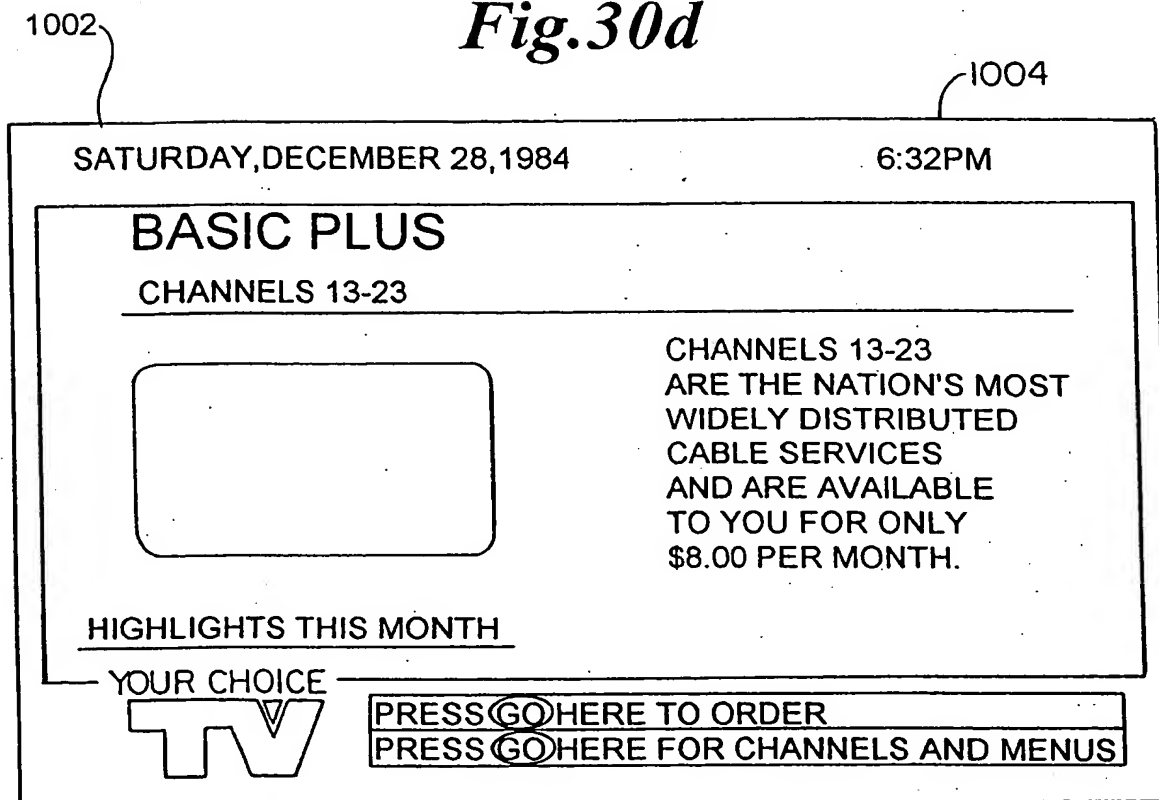 Fig.30d
1002
1004
SATURDAY,DECEMBER 28,1984 6:32PM
BASIC PLUS
CHANNELS 13-23
CHANNELS 13-23
ARE THE NATION'S MOST
WIDELY DISTRIBUTED
CABLE SERVICES
AND ARE AVAILABLE
TO YOU FOR ONLY
$8.00 PER MONTH.
HIGHLIGHTS THIS MONTH
YOUR CHOICE
TV
PRESS GO HERE TO ORDER
PRESS GO HERE FOR CHANNELS AND MENUS